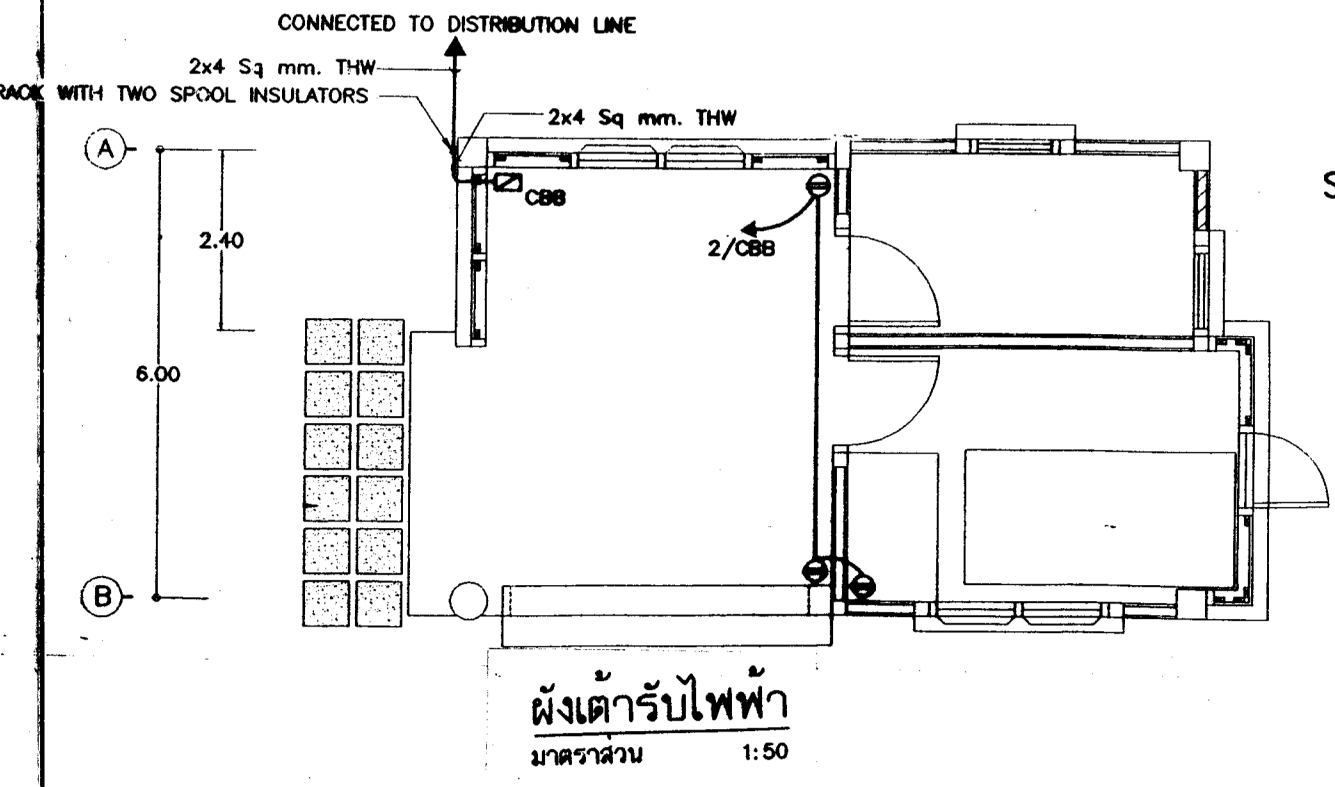 CONNECTED TO DISTRIBUTION LINE
2x4 Sq mm. THW
RACK WITH TWO SPOOL INSULATORS
2x4 Sq mm. THW
A
CBB
2.40
2/CBB
6.00
B
ผังเต้ารับไฟฟ้า
มาตราส่วน 1:50